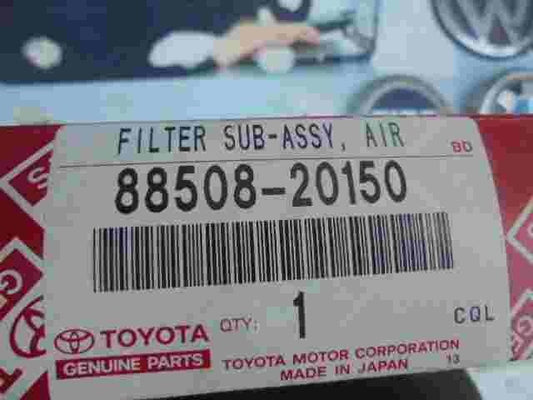 FILTER SUB-ASSY, AIR
BD
88508-20150
TOYOTA QTY: 1 CQL
GENUINE PARTS
TOYOTA MOTOR CORPORATION
MADE IN JAPAN 13